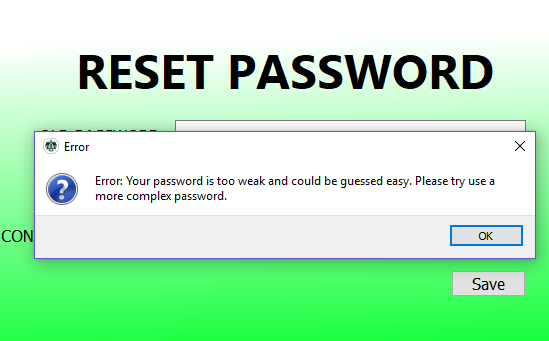 RESET PASSWORD
Error
Error: Your password is too weak and could be guessed easy. Please try use a
more complex password.
OK
CON
Save